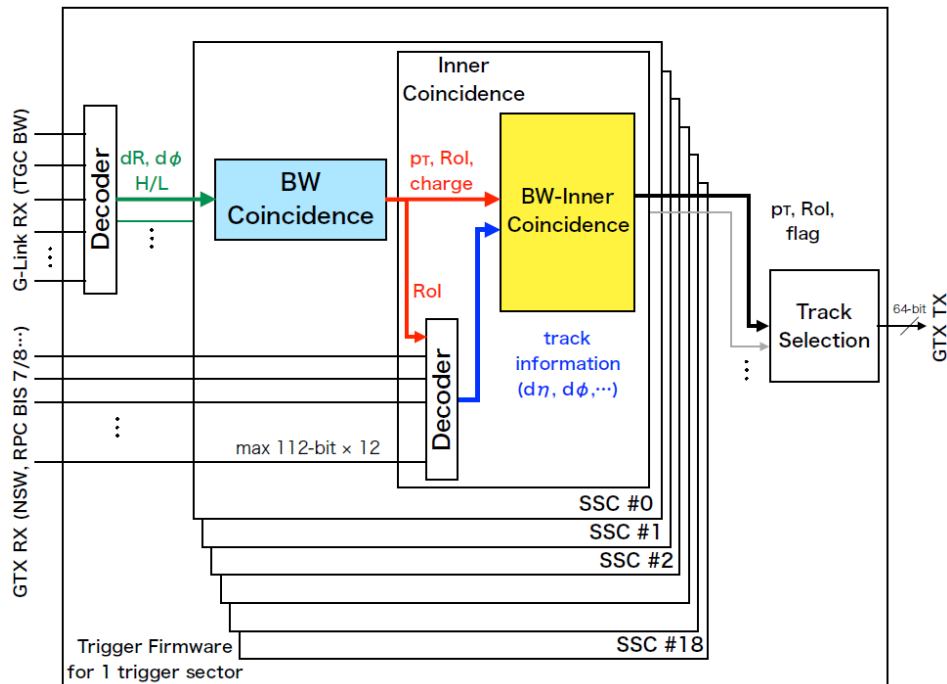 Inner
Coincidence
G-Link RX (TGC BW)
Decoder
dR, dϕ
H/L
BW
Coincidence
pT, RoI,
charge
BW-Inner
Coincidence
pT, RoI,
flag
RoI
Track
Selection
64-bit
GTX TX
GTX RX (NSW, RPC BIS 7/8⋯)
Decoder
track
information
(dη, dϕ,⋯)
max 112-bit × 12
SSC #0
SSC #1
SSC #2
SSC #18
Trigger Firmware
for 1 trigger sector